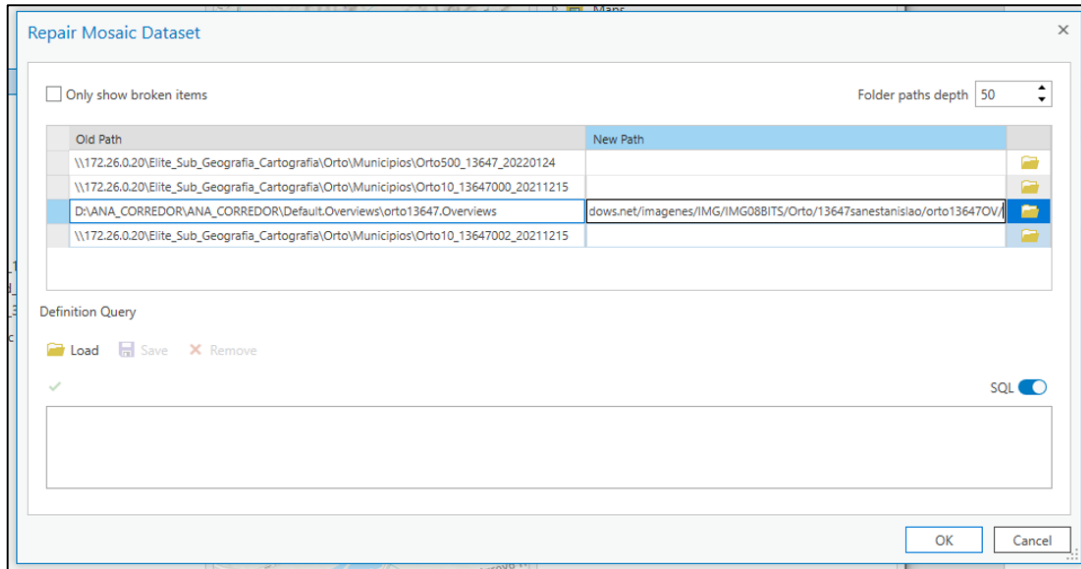 Maps
Repair Mosaic Dataset
Only show broken items
Folder paths depth 50
Old Path New Path
\\172.26.0.20\Elite_Sub_Geografia_Cartografia\Orto\Municipios\Orto500_13647_20220124
\\172.26.0.20\Elite_Sub_Geografia_Cartografia\Orto\Municipios\Orto10_13647000_20211215
D:\ANA_CORREDOR\ANA_CORREDOR\Default.Overviews\orto13647.Overviews dows.net/imagenes/IMG/IMG08BITS/Orto/13647sanestanislao/orto13647OV/
\\172.26.0.20\Elite_Sub_Geografia_Cartografia\Orto\Municipios\Orto10_13647002_20211215
Definition Query
Load Save Remove
SQL
OK Cancel